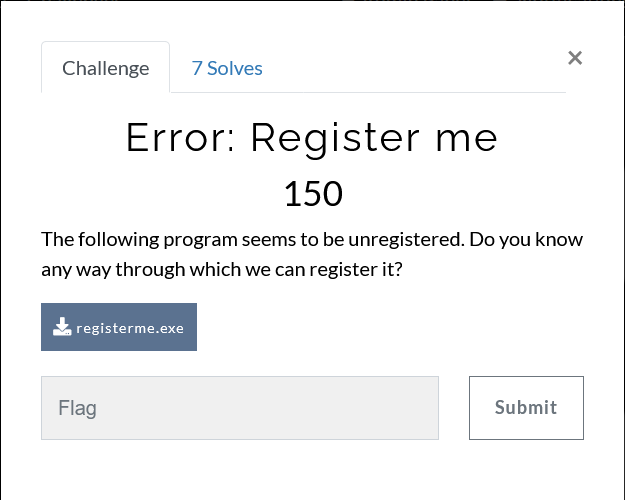 Challenge
7 Solves
×
Error: Register me
150
The following program seems to be unregistered. Do you know
any way through which we can register it?
registerme.exe
Flag
Submit